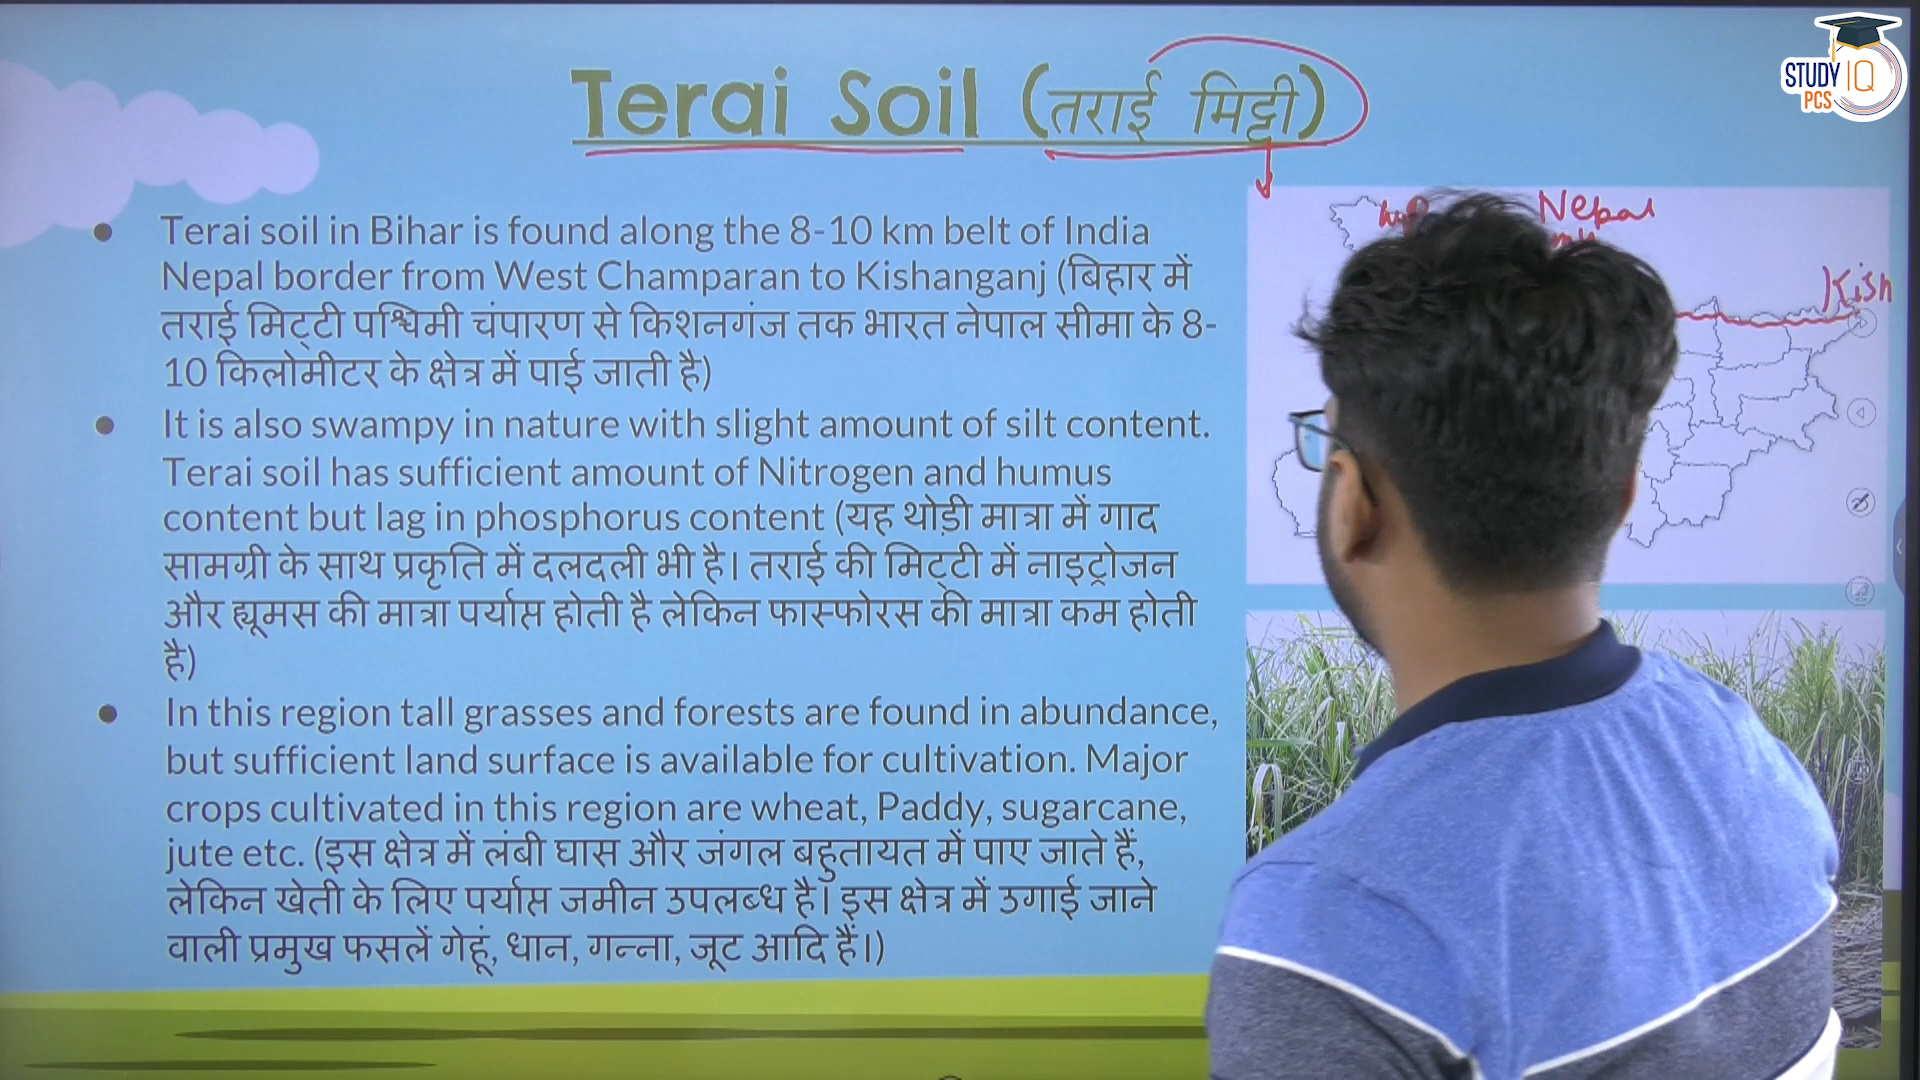 STUDY IQ
PCS
Terai Soil (तराई मिट्टी)
Nepal
Kish
Terai soil in Bihar is found along the 8-10 km belt of India
Nepal border from West Champaran to Kishanganj (बिहार में
तराई मिट्टी पश्चिमी चंपारण से किशनगंज तक भारत नेपाल सीमा के 8-
10 किलोमीटर के क्षेत्र में पाई जाती है)
It is also swampy in nature with slight amount of silt content.
Terai soil has sufficient amount of Nitrogen and humus
content but lag in phosphorus content (यह थोड़ी मात्रा में गाद
सामग्री के साथ प्रकृति में दलदली भी है। तराई की मिट्टी में नाइट्रोजन
और ह्यूमस की मात्रा पर्याप्त होती है लेकिन फास्फोरस की मात्रा कम होती
है)
In this region tall grasses and forests are found in abundance,
but sufficient land surface is available for cultivation. Major
crops cultivated in this region are wheat, Paddy, sugarcane,
jute etc. (इस क्षेत्र में लंबी घास और जंगल बहुतायत में पाए जाते हैं,
लेकिन खेती के लिए पर्याप्त जमीन उपलब्ध है। इस क्षेत्र में उगाई जाने
वाली प्रमुख फसलें गेहूं, धान, गन्ना, जूट आदि हैं।)